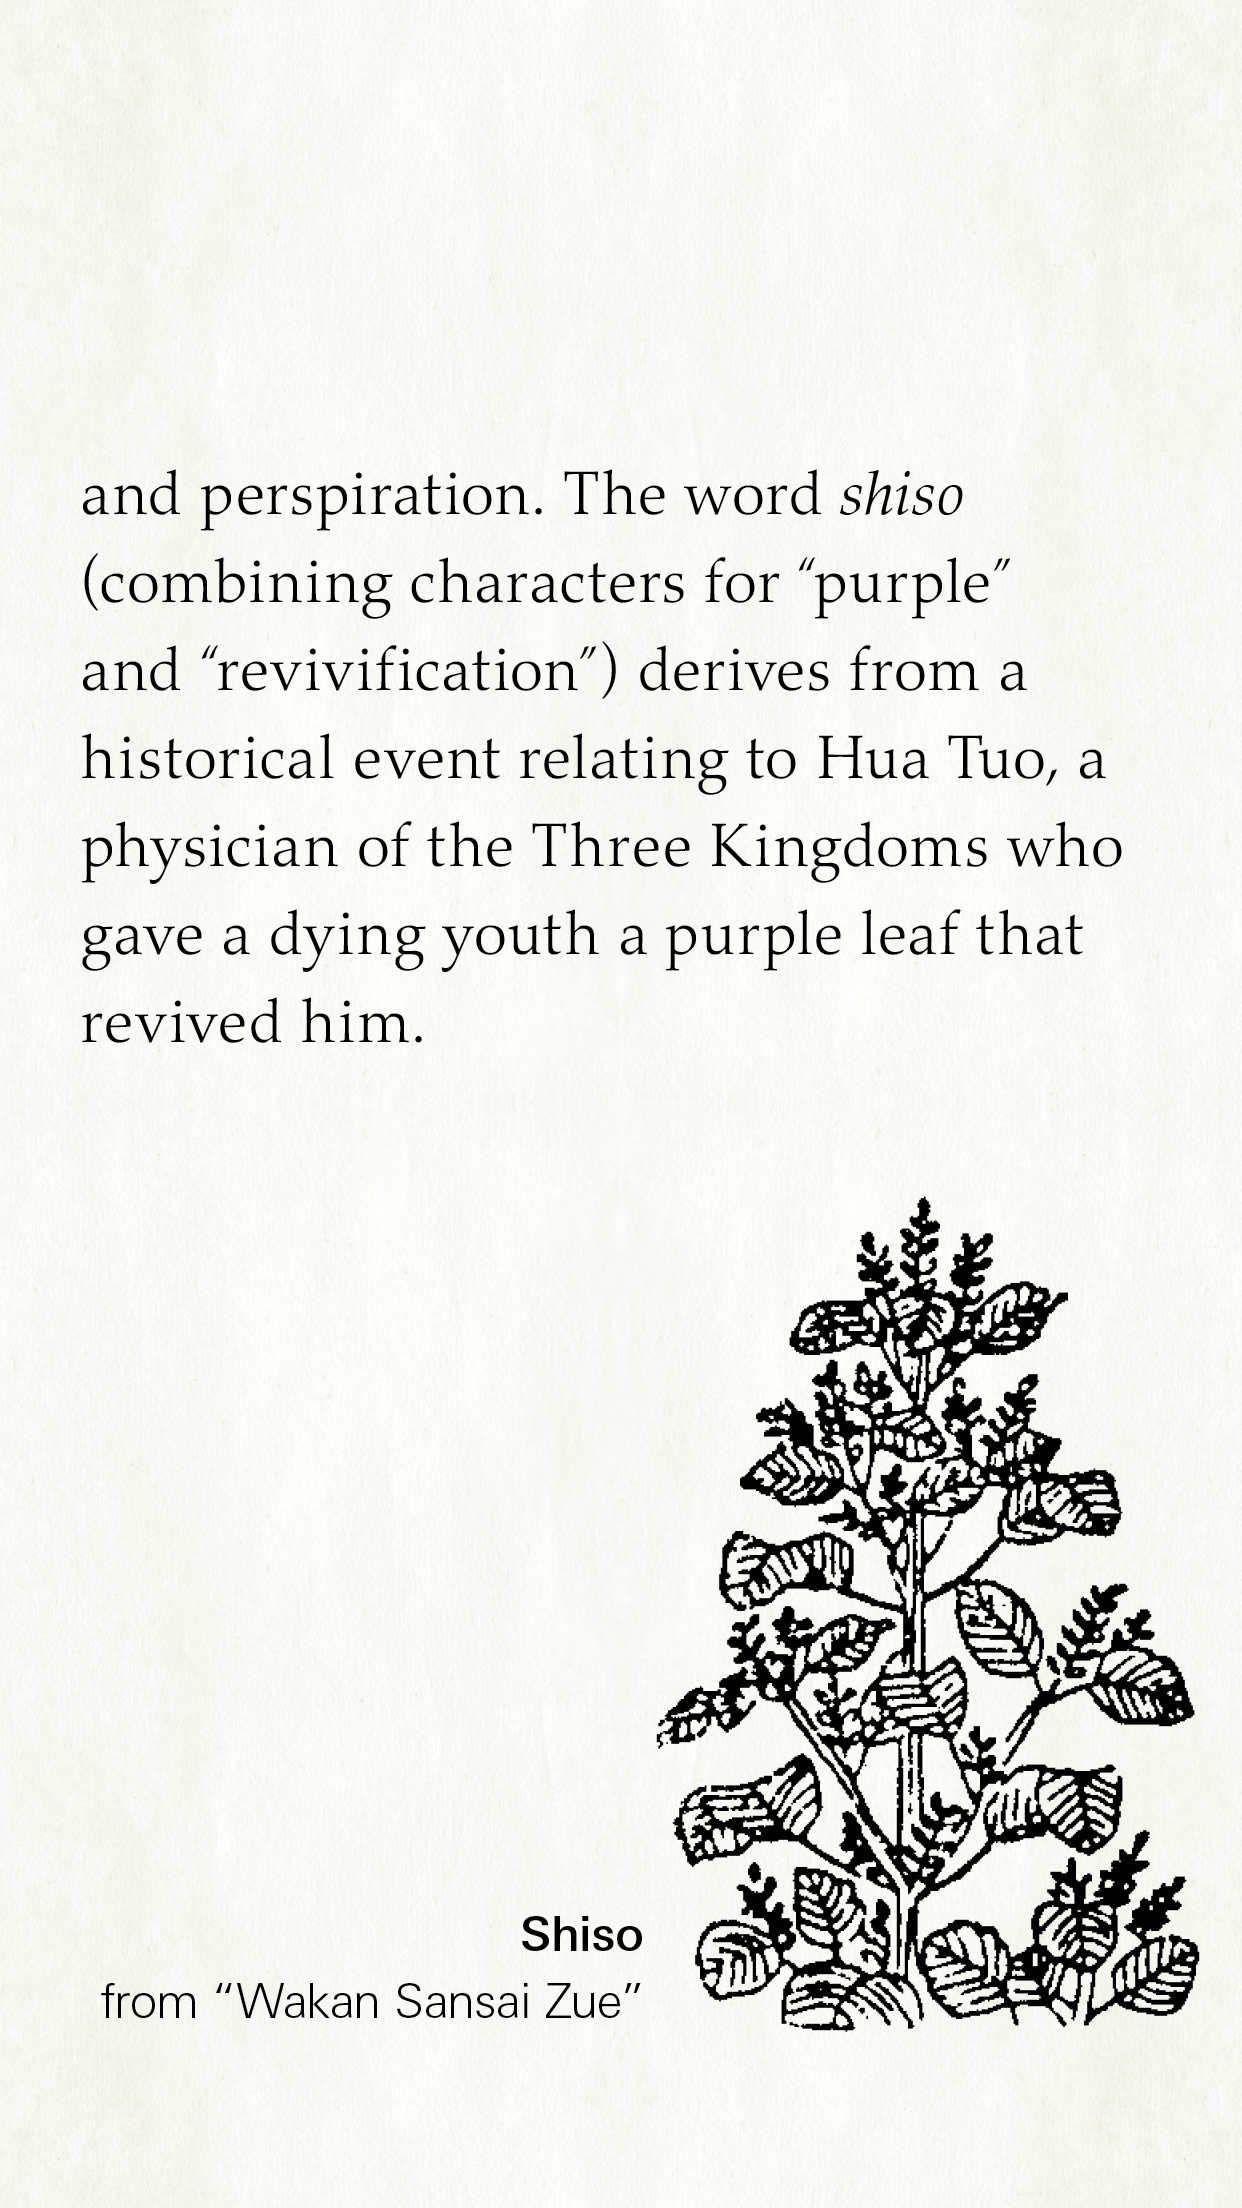 and perspiration. The word shiso
(combining characters for “purple”
and “revivification”) derives from a
historical event relating to Hua Tuo, a
physician of the Three Kingdoms who
gave a dying youth a purple leaf that
revived him.
Shiso
from “Wakan Sansai Zue”